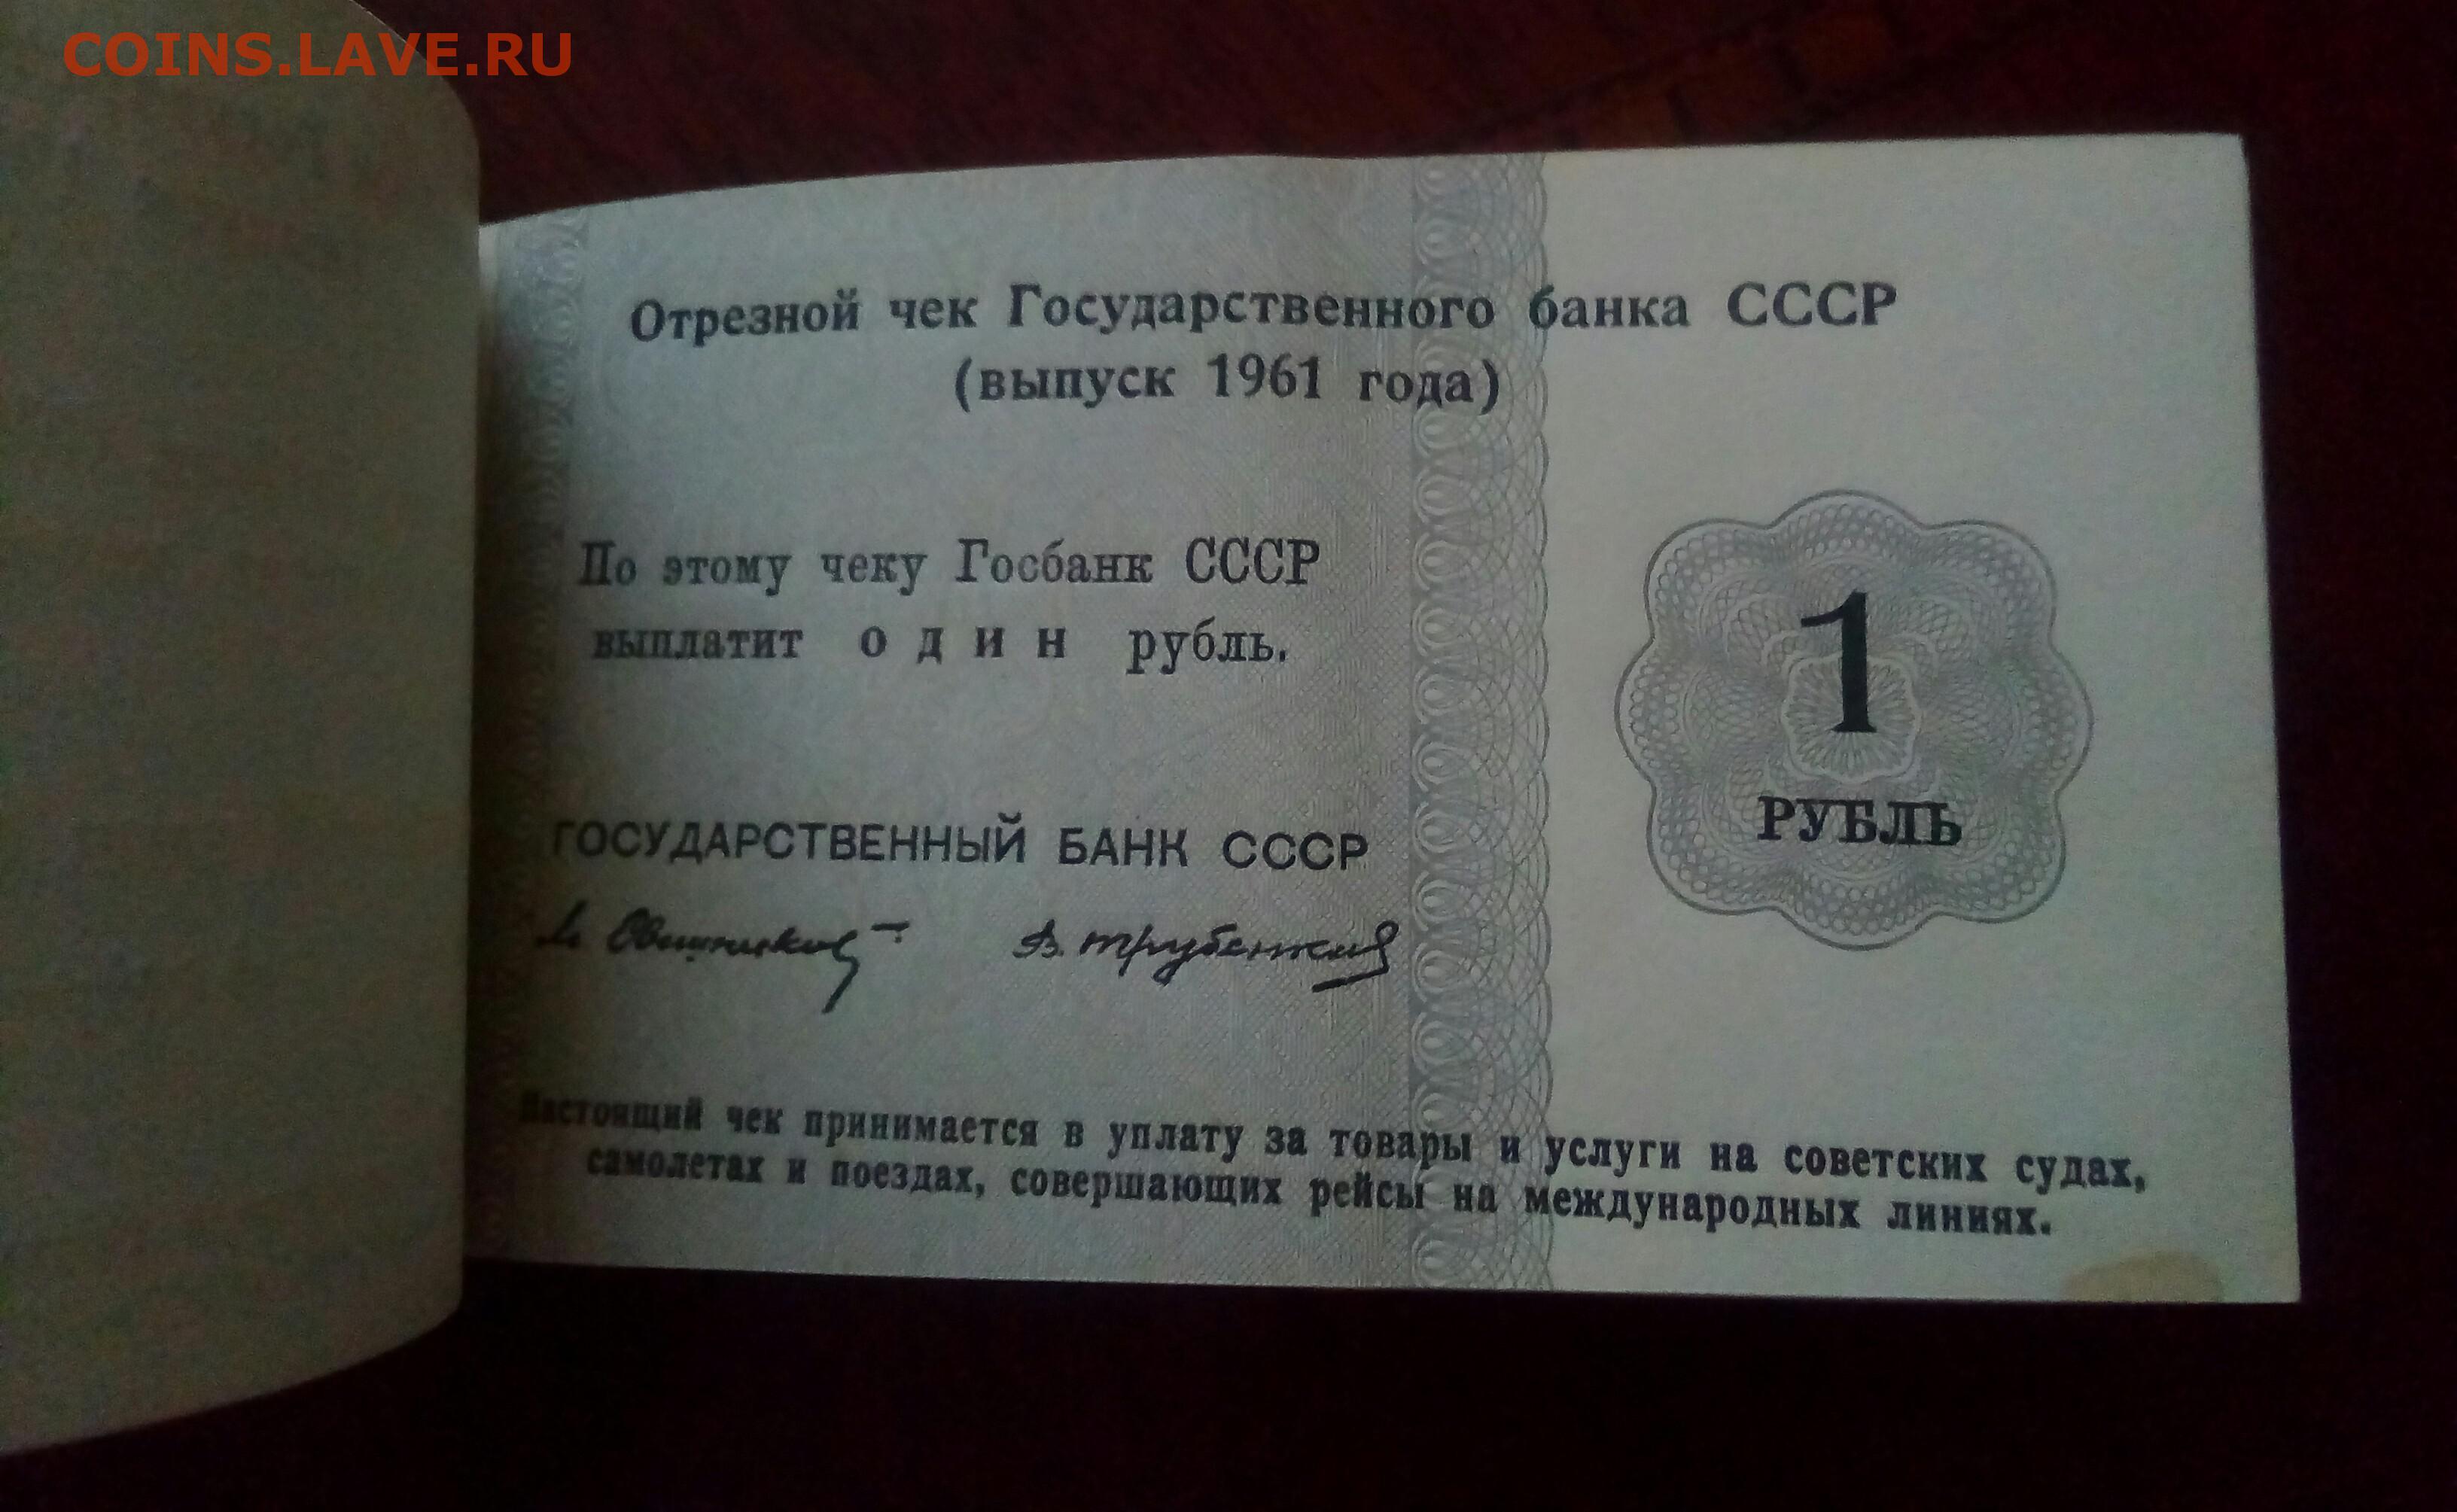 COINS.LAVE.RU
Отрезной чек Государственного банка СССР
(выпуск 1961 года)
По этому чеку Госбанк СССР
выплатит один рубль.
1
РУБЛЬ
ГОСУДАРСТВЕННЫЙ БАНК СССР
Настоящий чек принимается в уплату за товары и услуги на советских судах,
самолетах и поездах, совершающих рейсы на международных линиях.